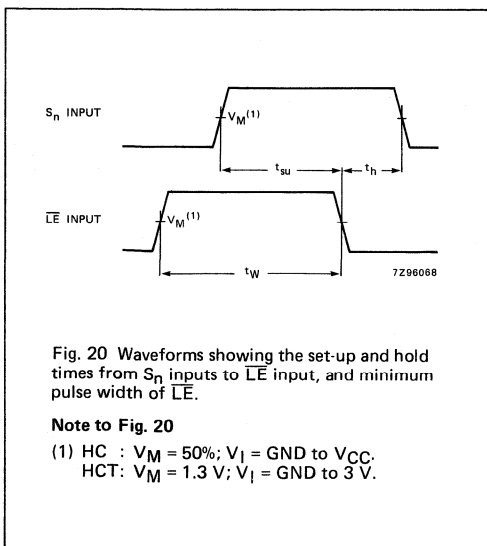 Sn INPUT
VM(1)
tsu
th
LE INPUT
VM(1)
tW
7Z96068
Fig. 20 Waveforms showing the set-up and hold
times from Sn inputs to LE input, and minimum
pulse width of LE.
Note to Fig. 20
(1) HC : VM = 50%; VI = GND to VCC.
HCT: VM = 1.3 V; VI = GND to 3 V.